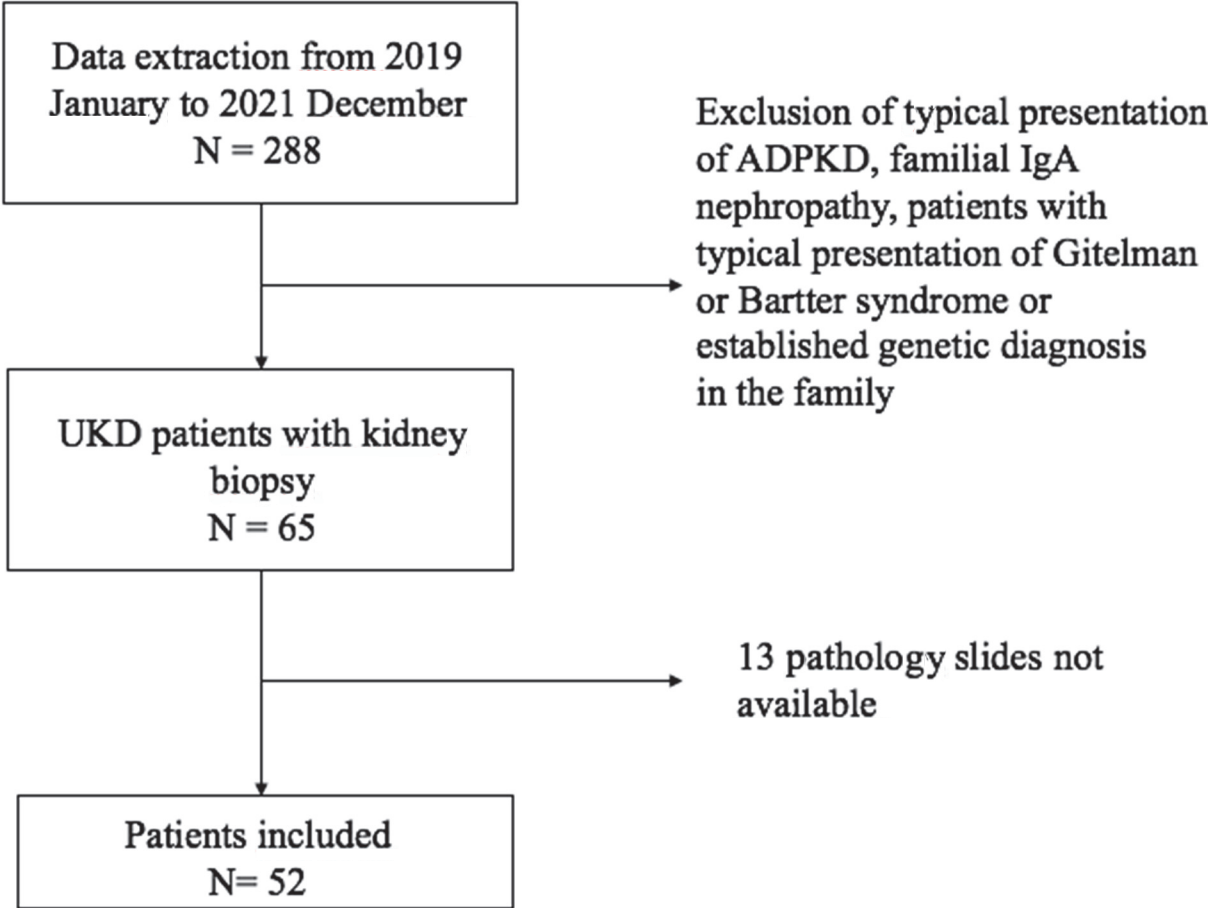 Data extraction from 2019
January to 2021 December
N = 288
Exclusion of typical presentation
of ADPKD, familial IgA
nephropathy, patients with
typical presentation of Gitelman
or Bartter syndrome or
established genetic diagnosis
in the family
UKD patients with kidney
biopsy
N = 65
13 pathology slides not
available
Patients included
N= 52